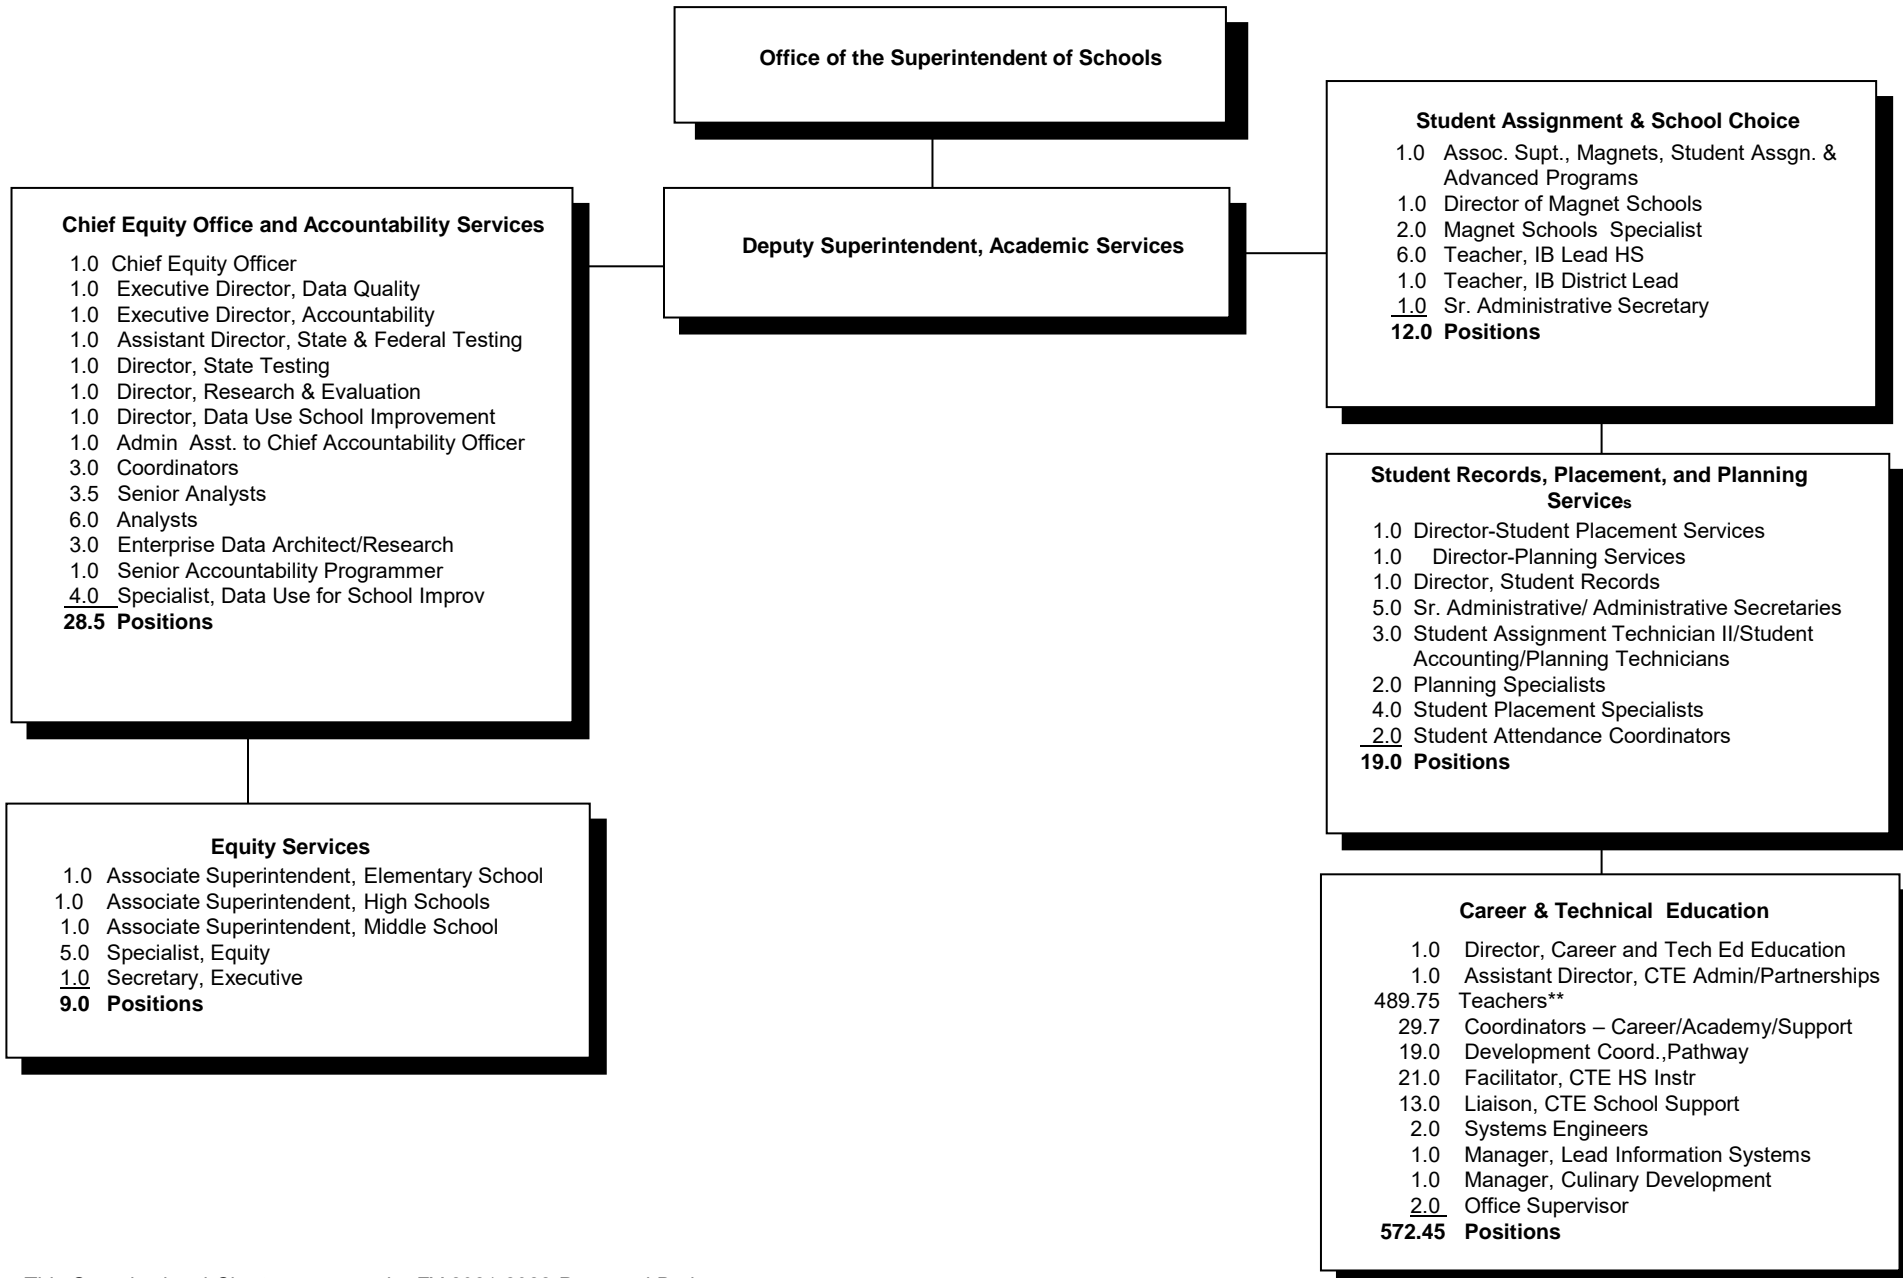 Office of the Superintendent of Schools
Deputy Superintendent, Academic Services
Chief Equity Office and Accountability Services
1.0 Chief Equity Officer
1.0 Executive Director, Data Quality
1.0 Executive Director, Accountability
1.0 Assistant Director, State & Federal Testing
1.0 Director, State Testing
1.0 Director, Research & Evaluation
1.0 Director, Data Use School Improvement
1.0 Admin Asst. to Chief Accountability Officer
3.0 Coordinators
3.5 Senior Analysts
6.0 Analysts
3.0 Enterprise Data Architect/Research
1.0 Senior Accountability Programmer
4.0 Specialist, Data Use for School Improv
28.5 Positions
Equity Services
1.0 Associate Superintendent, Elementary School
1.0 Associate Superintendent, High Schools
1.0 Associate Superintendent, Middle School
5.0 Specialist, Equity
1.0 Secretary, Executive
9.0 Positions
Student Assignment & School Choice
1.0 Assoc. Supt., Magnets, Student Assgn. &
Advanced Programs
1.0 Director of Magnet Schools
2.0 Magnet Schools Specialist
6.0 Teacher, IB Lead HS
1.0 Teacher, IB District Lead
1.0 Sr. Administrative Secretary
12.0 Positions
Student Records, Placement, and Planning
Services
1.0 Director-Student Placement Services
1.0 Director-Planning Services
1.0 Director, Student Records
5.0 Sr. Administrative/ Administrative Secretaries
3.0 Student Assignment Technician II/Student
Accounting/Planning Technicians
2.0 Planning Specialists
4.0 Student Placement Specialists
2.0 Student Attendance Coordinators
19.0 Positions
Career & Technical Education
1.0 Director, Career and Tech Ed Education
1.0 Assistant Director, CTE Admin/Partnerships
489.75 Teachers**
29.7 Coordinators – Career/Academy/Support
19.0 Development Coord.,Pathway
21.0 Facilitator, CTE HS Instr
13.0 Liaison, CTE School Support
2.0 Systems Engineers
1.0 Manager, Lead Information Systems
1.0 Manager, Culinary Development
2.0 Office Supervisor
572.45 Positions